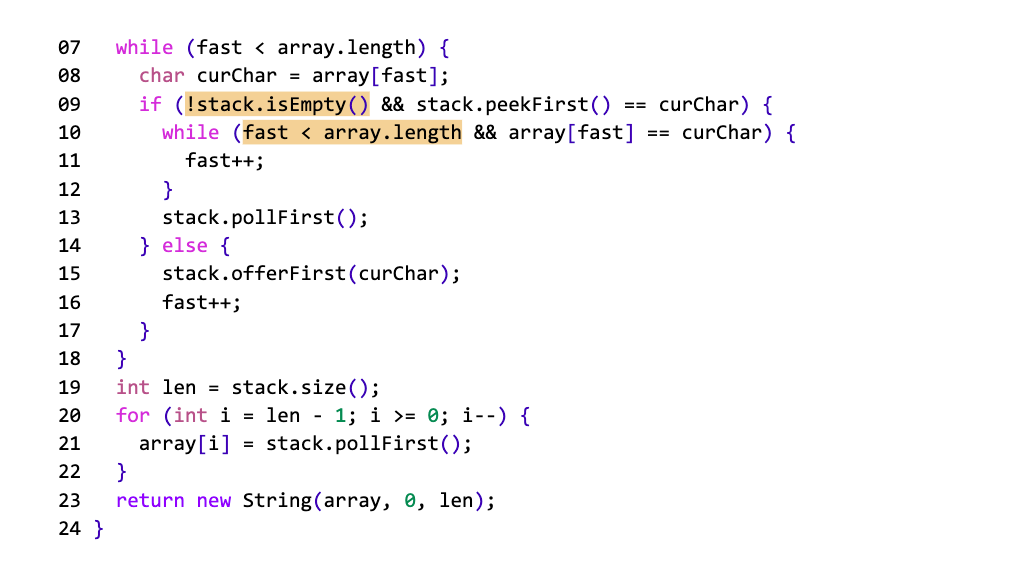 07 while (fast < array.length) {
08 char curChar = array[fast];
09 if (!stack.isEmpty() && stack.peekFirst() == curChar) {
10 while (fast < array.length && array[fast] == curChar) {
11 fast++;
12 }
13 stack.pollFirst();
14 } else {
15 stack.offerFirst(curChar);
16 fast++;
17 }
18 }
19 int len = stack.size();
20 for (int i = len - 1; i >= 0; i--) {
21 array[i] = stack.pollFirst();
22 }
23 return new String(array, 0, len);
24 }